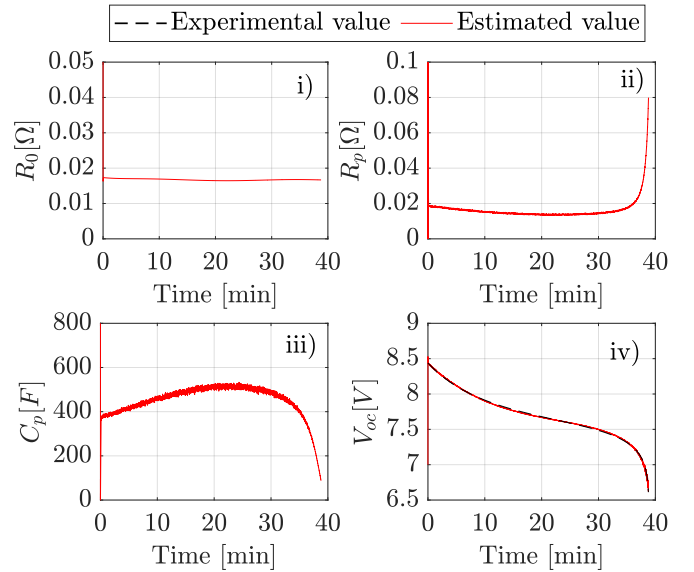 Experimental value Estimated value
i)
R0[Ω]
0.05
0.04
0.03
0.02
0.01
0
0 10 20 30 40
Time [min]
ii)
Rp[Ω]
0.1
0.08
0.06
0.04
0.02
0
0 10 20 30 40
Time [min]
iii)
Cp[F]
800
600
400
200
0
0 10 20 30 40
Time [min]
iv)
Voc[V]
9
8.5
8
7.5
7
6.5
0 10 20 30 40
Time [min]